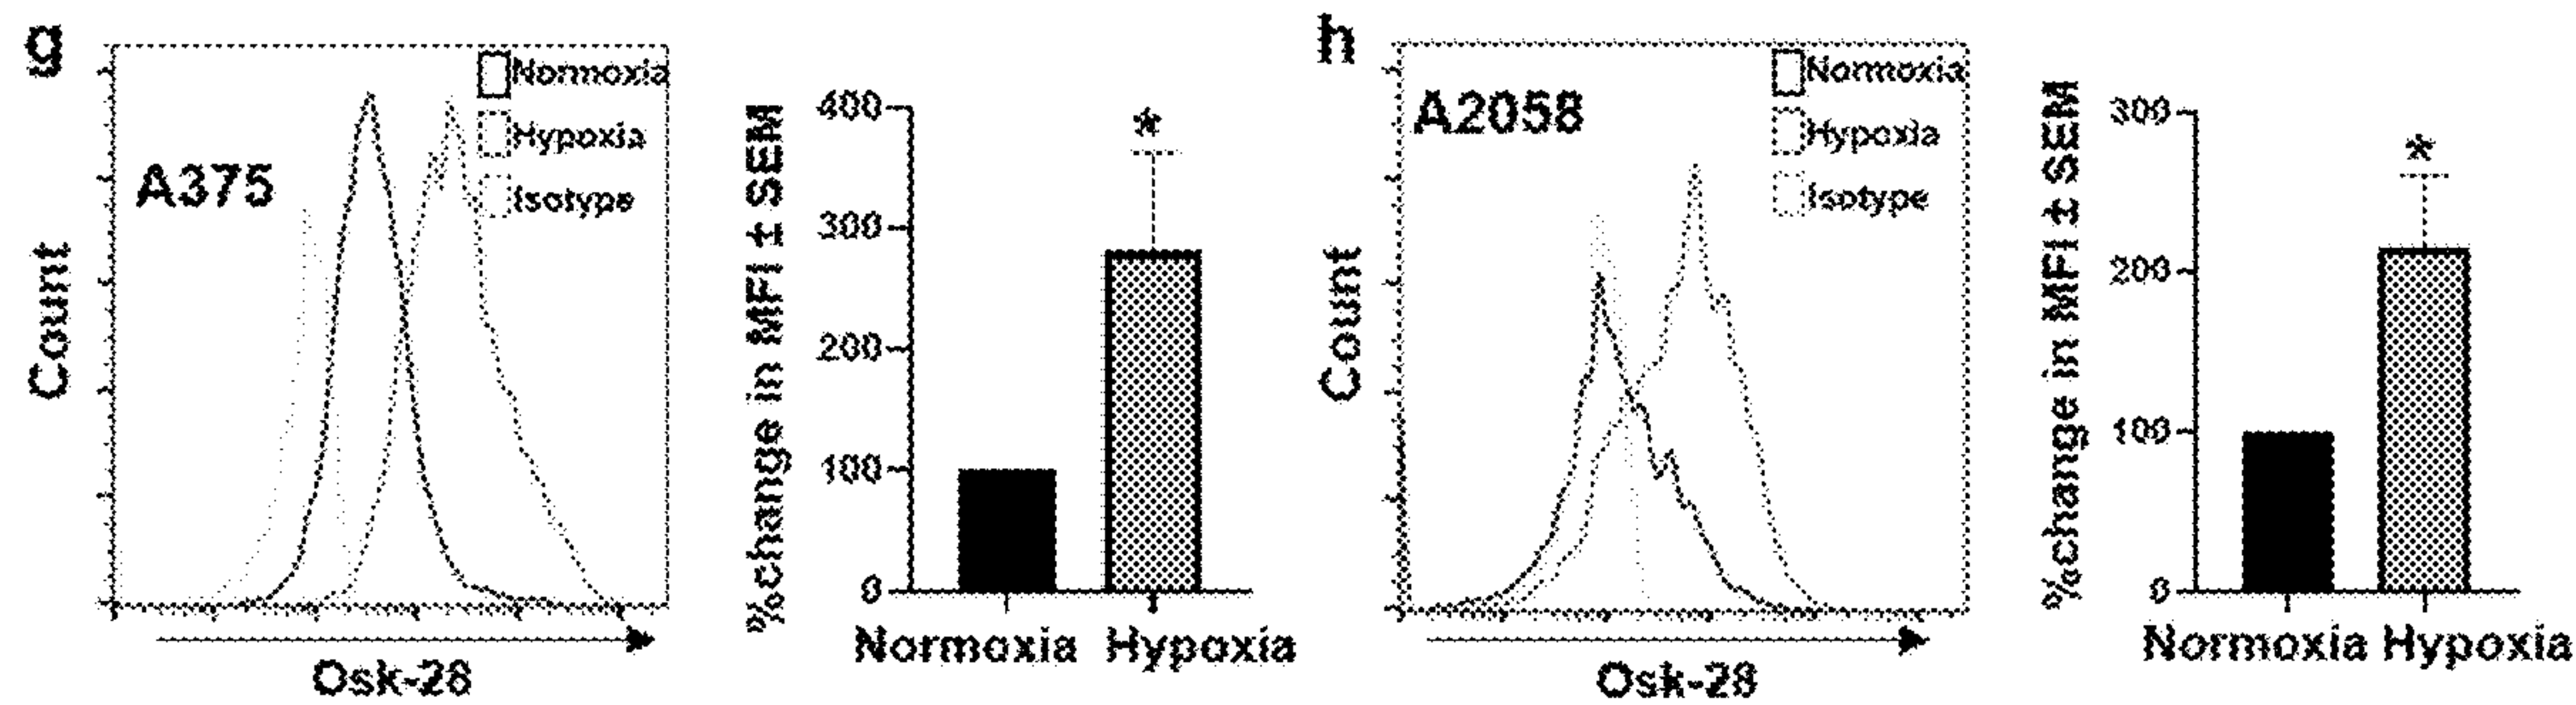 g
Normoxia
Hypoxia
Isotype
A375
Count
Osk-28
%change in MFI ± SEM
400
300
200
100
0
*
Normoxia Hypoxia
h
Normoxia
Hypoxia
Isotype
A2058
Count
Osk-28
%change in MFI ± SEM
300
200
100
0
*
Normoxia Hypoxia